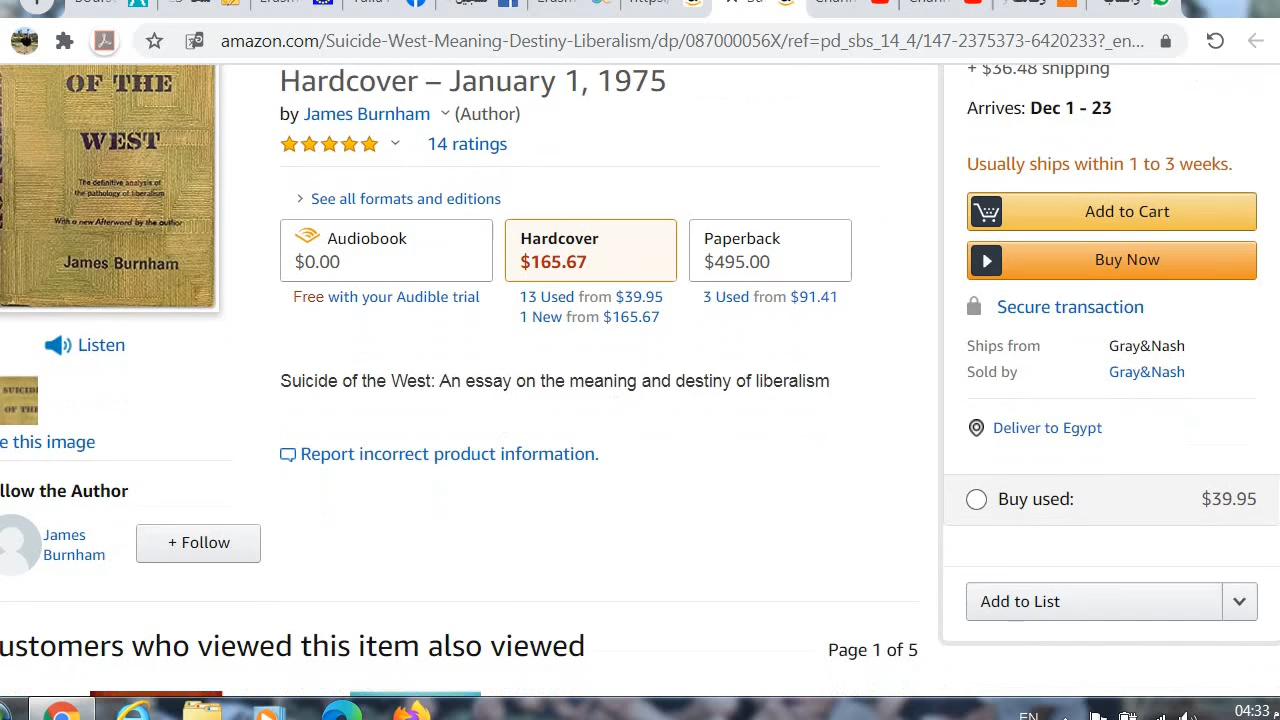 amazon.com/Suicide-West-Meaning-Destiny-Liberalism/dp/087000056X/ref=pd_sbs_14_4/147-2375373-6420233?_en...
OF THE
WEST
The definitive analysis of
the pathology of liberalism
With a new Afterword by the author
James Burnham
Listen
SUICID
OF TH
e this image
llow the Author
James
Burnham
+ Follow
Hardcover – January 1, 1975
by James Burnham (Author)
14 ratings
See all formats and editions
Audiobook
$0.00
Free with your Audible trial
Hardcover
$165.67
13 Used from $39.95
1 New from $165.67
Paperback
$495.00
3 Used from $91.41
Suicide of the West: An essay on the meaning and destiny of liberalism
Report incorrect product information.
+ $36.48 shipping
Arrives: Dec 1 - 23
Usually ships within 1 to 3 weeks.
Add to Cart
Buy Now
Secure transaction
Ships from Gray&Nash
Sold by Gray&Nash
Deliver to Egypt
Buy used: $39.95
Add to List
ustomers who viewed this item also viewed
Page 1 of 5
EN
04:33